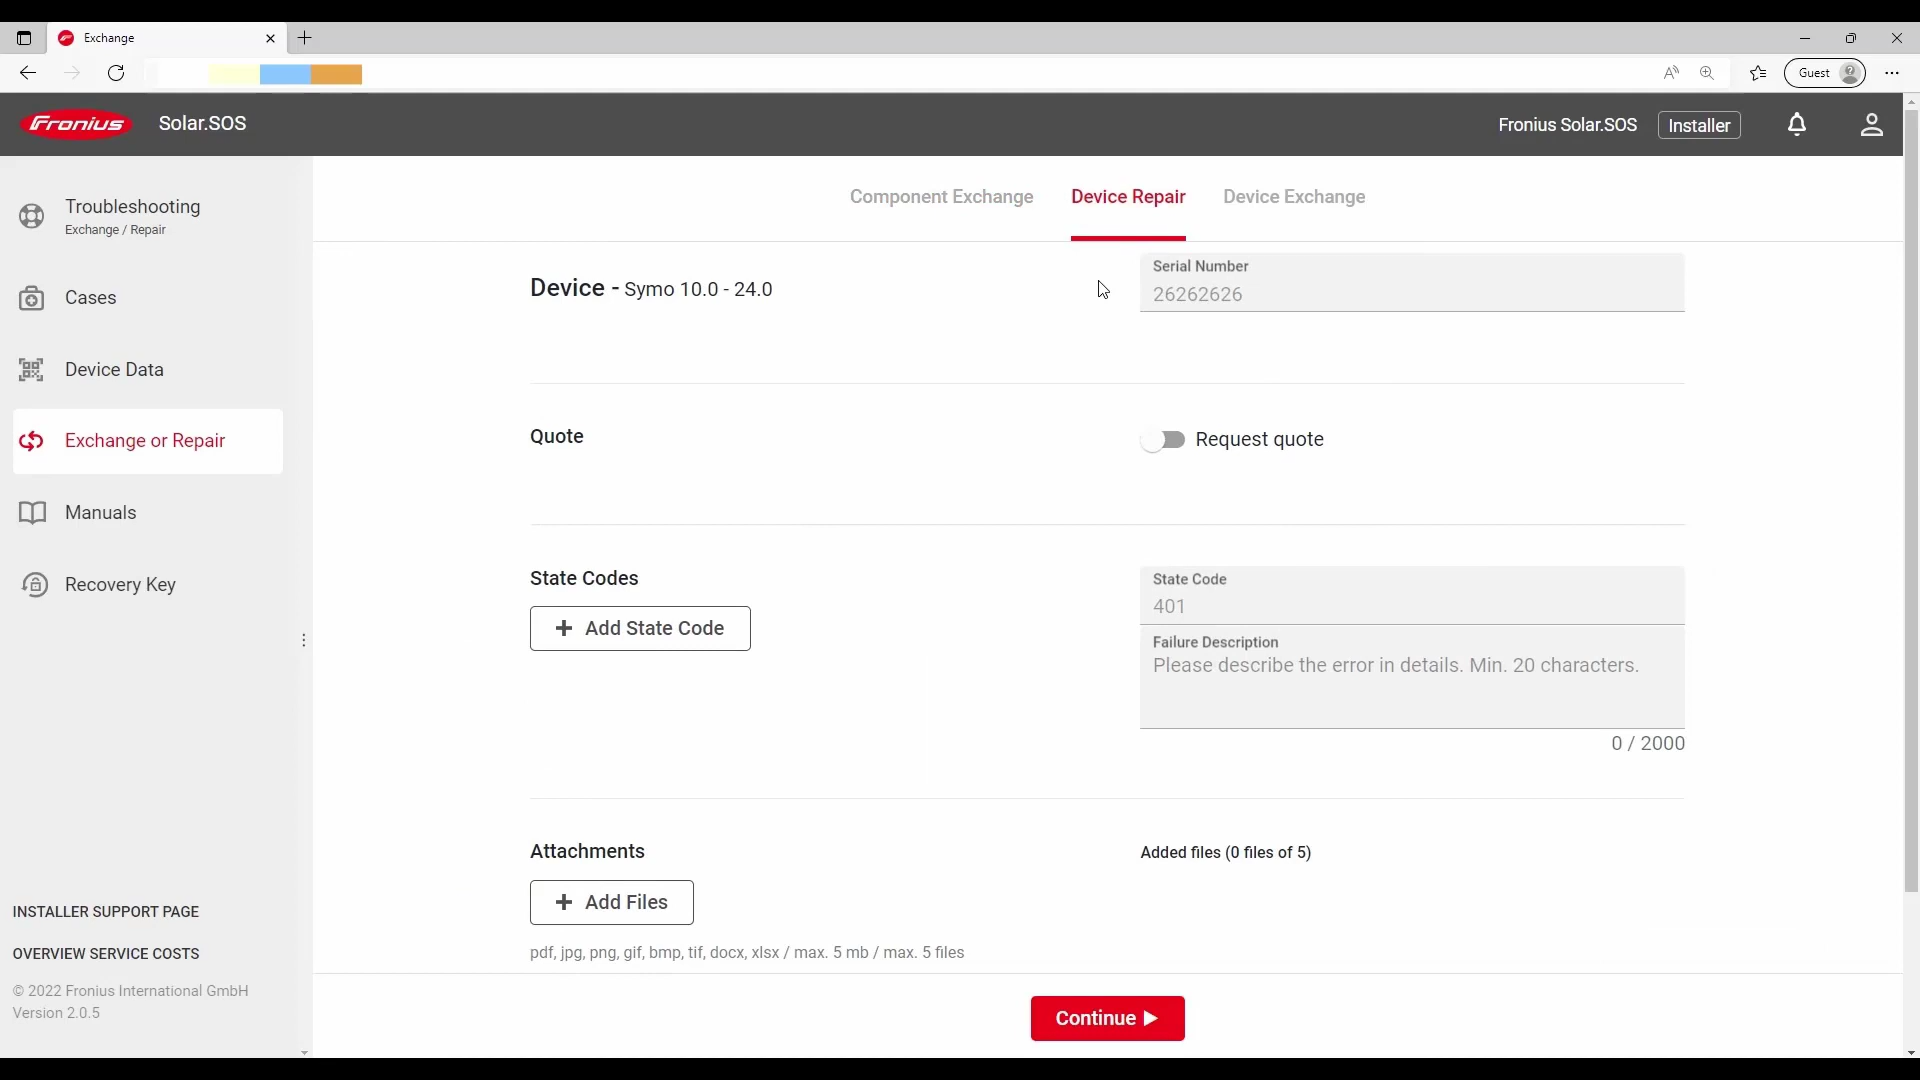 Exchange
Guest
Fronius
Solar.SOS
Fronius Solar.SOS
Installer
Troubleshooting
Exchange / Repair
Cases
Device Data
Exchange or Repair
Manuals
Recovery Key
INSTALLER SUPPORT PAGE
OVERVIEW SERVICE COSTS
© 2022 Fronius International GmbH
Version 2.0.5
Component Exchange
Device Repair
Device Exchange
Device - Symo 10.0 - 24.0
Serial Number
26262626
Quote
Request quote
State Codes
+ Add State Code
State Code
401
Failure Description
Please describe the error in details. Min. 20 characters.
0 / 2000
Attachments
+ Add Files
pdf, jpg, png, gif, bmp, tif, docx, xlsx / max. 5 mb / max. 5 files
Added files (0 files of 5)
Continue